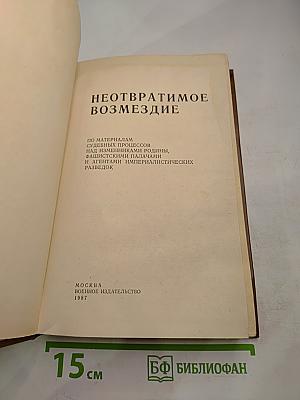 НЕОТВРАТИМОЕ
ВОЗМЕЗДИЕ
ПО МАТЕРИАЛАМ
СУДЕБНЫХ ПРОЦЕССОВ
НАД ИЗМЕННИКАМИ РОДИНЫ,
ФАШИСТСКИМИ ПАЛАЧАМИ
И АГЕНТАМИ ИМПЕРИАЛИСТИЧЕСКИХ
РАЗВЕДОК
МОСКВА
ВОЕННОЕ ИЗДАТЕЛЬСТВО
1987
15 см
БФ БИБЛИОФАН